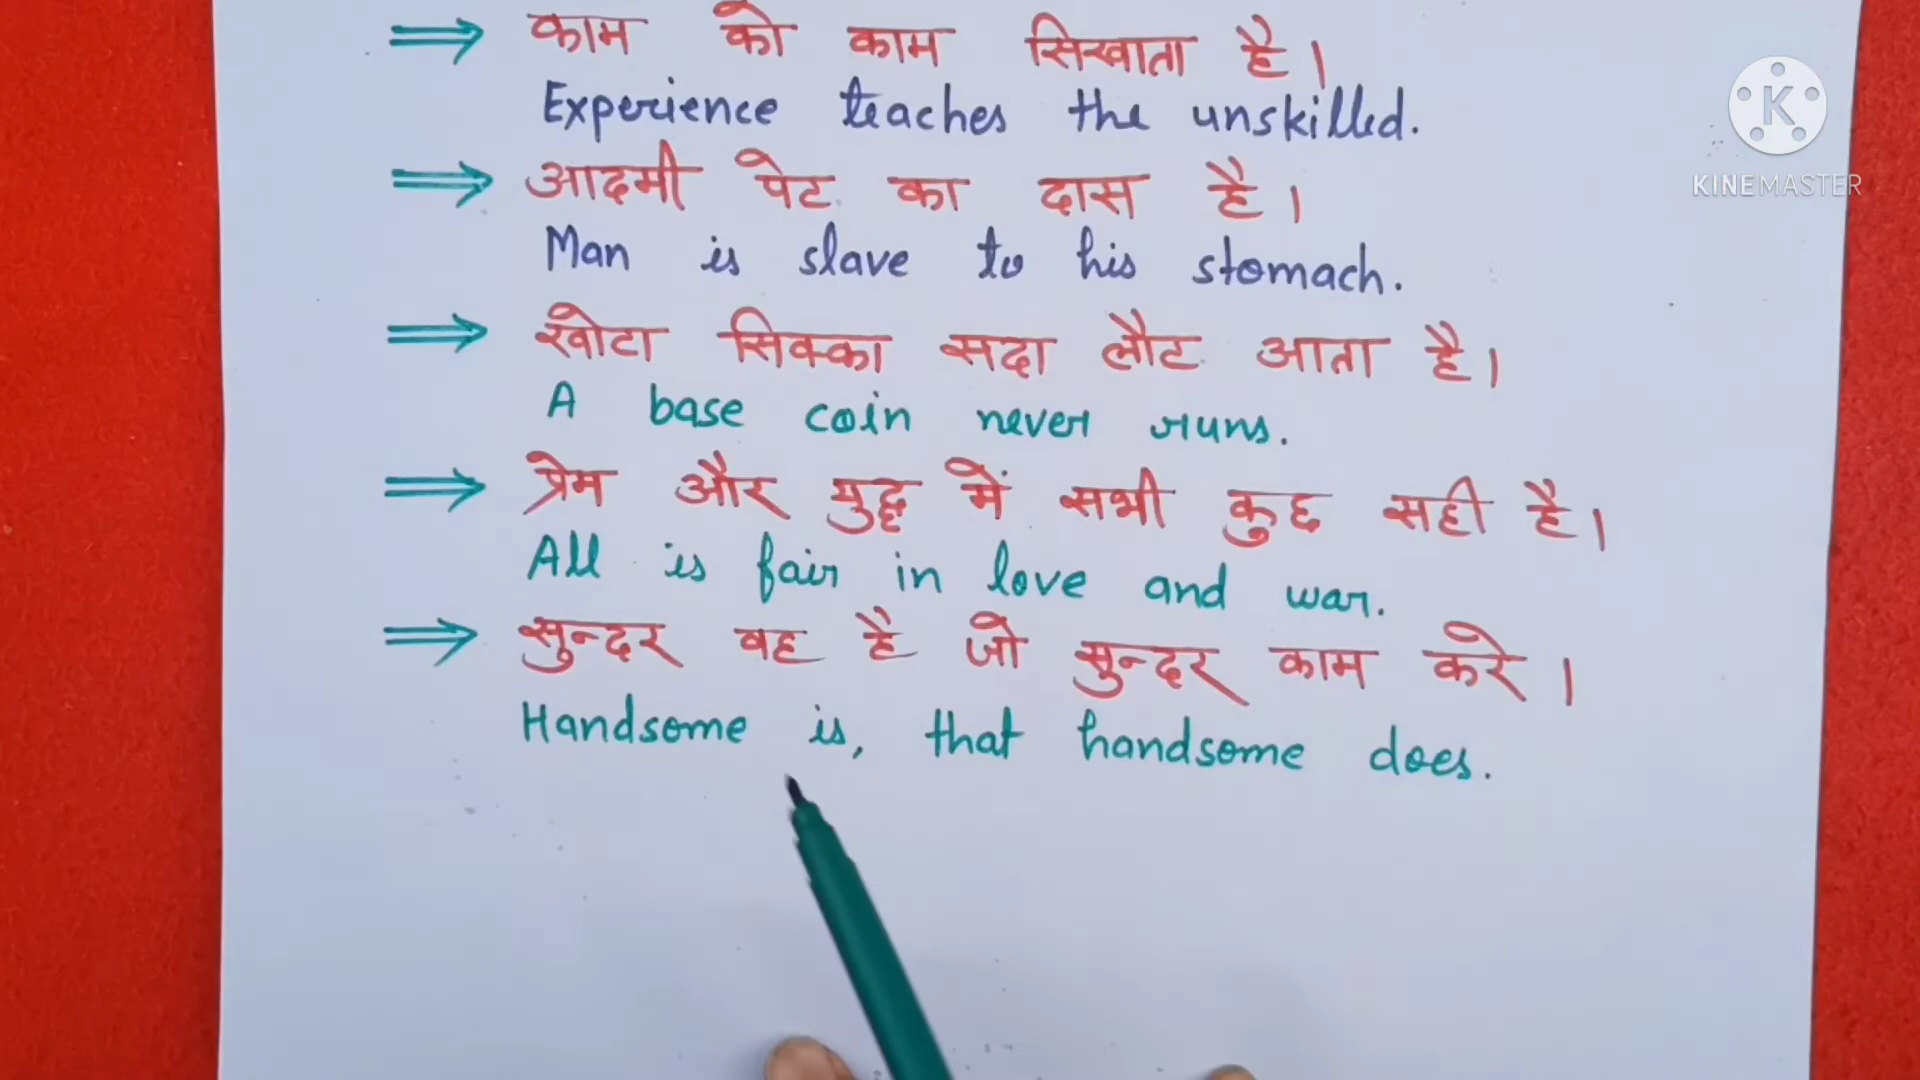 ⇒ काम को काम सिखाता है।
Experience teaches the unskilled.
⇒ आदमी पेट का दास है।
Man is slave to his stomach.
⇒ खोटा सिक्का सदा लौट आता है।
A base coin never runs.
⇒ प्रेम और युद्ध में सभी कुछ सही है।
All is fair in love and war.
⇒ सुन्दर वह है जो सुन्दर काम करे।
Handsome is, that handsome does.
K
KINEMASTER